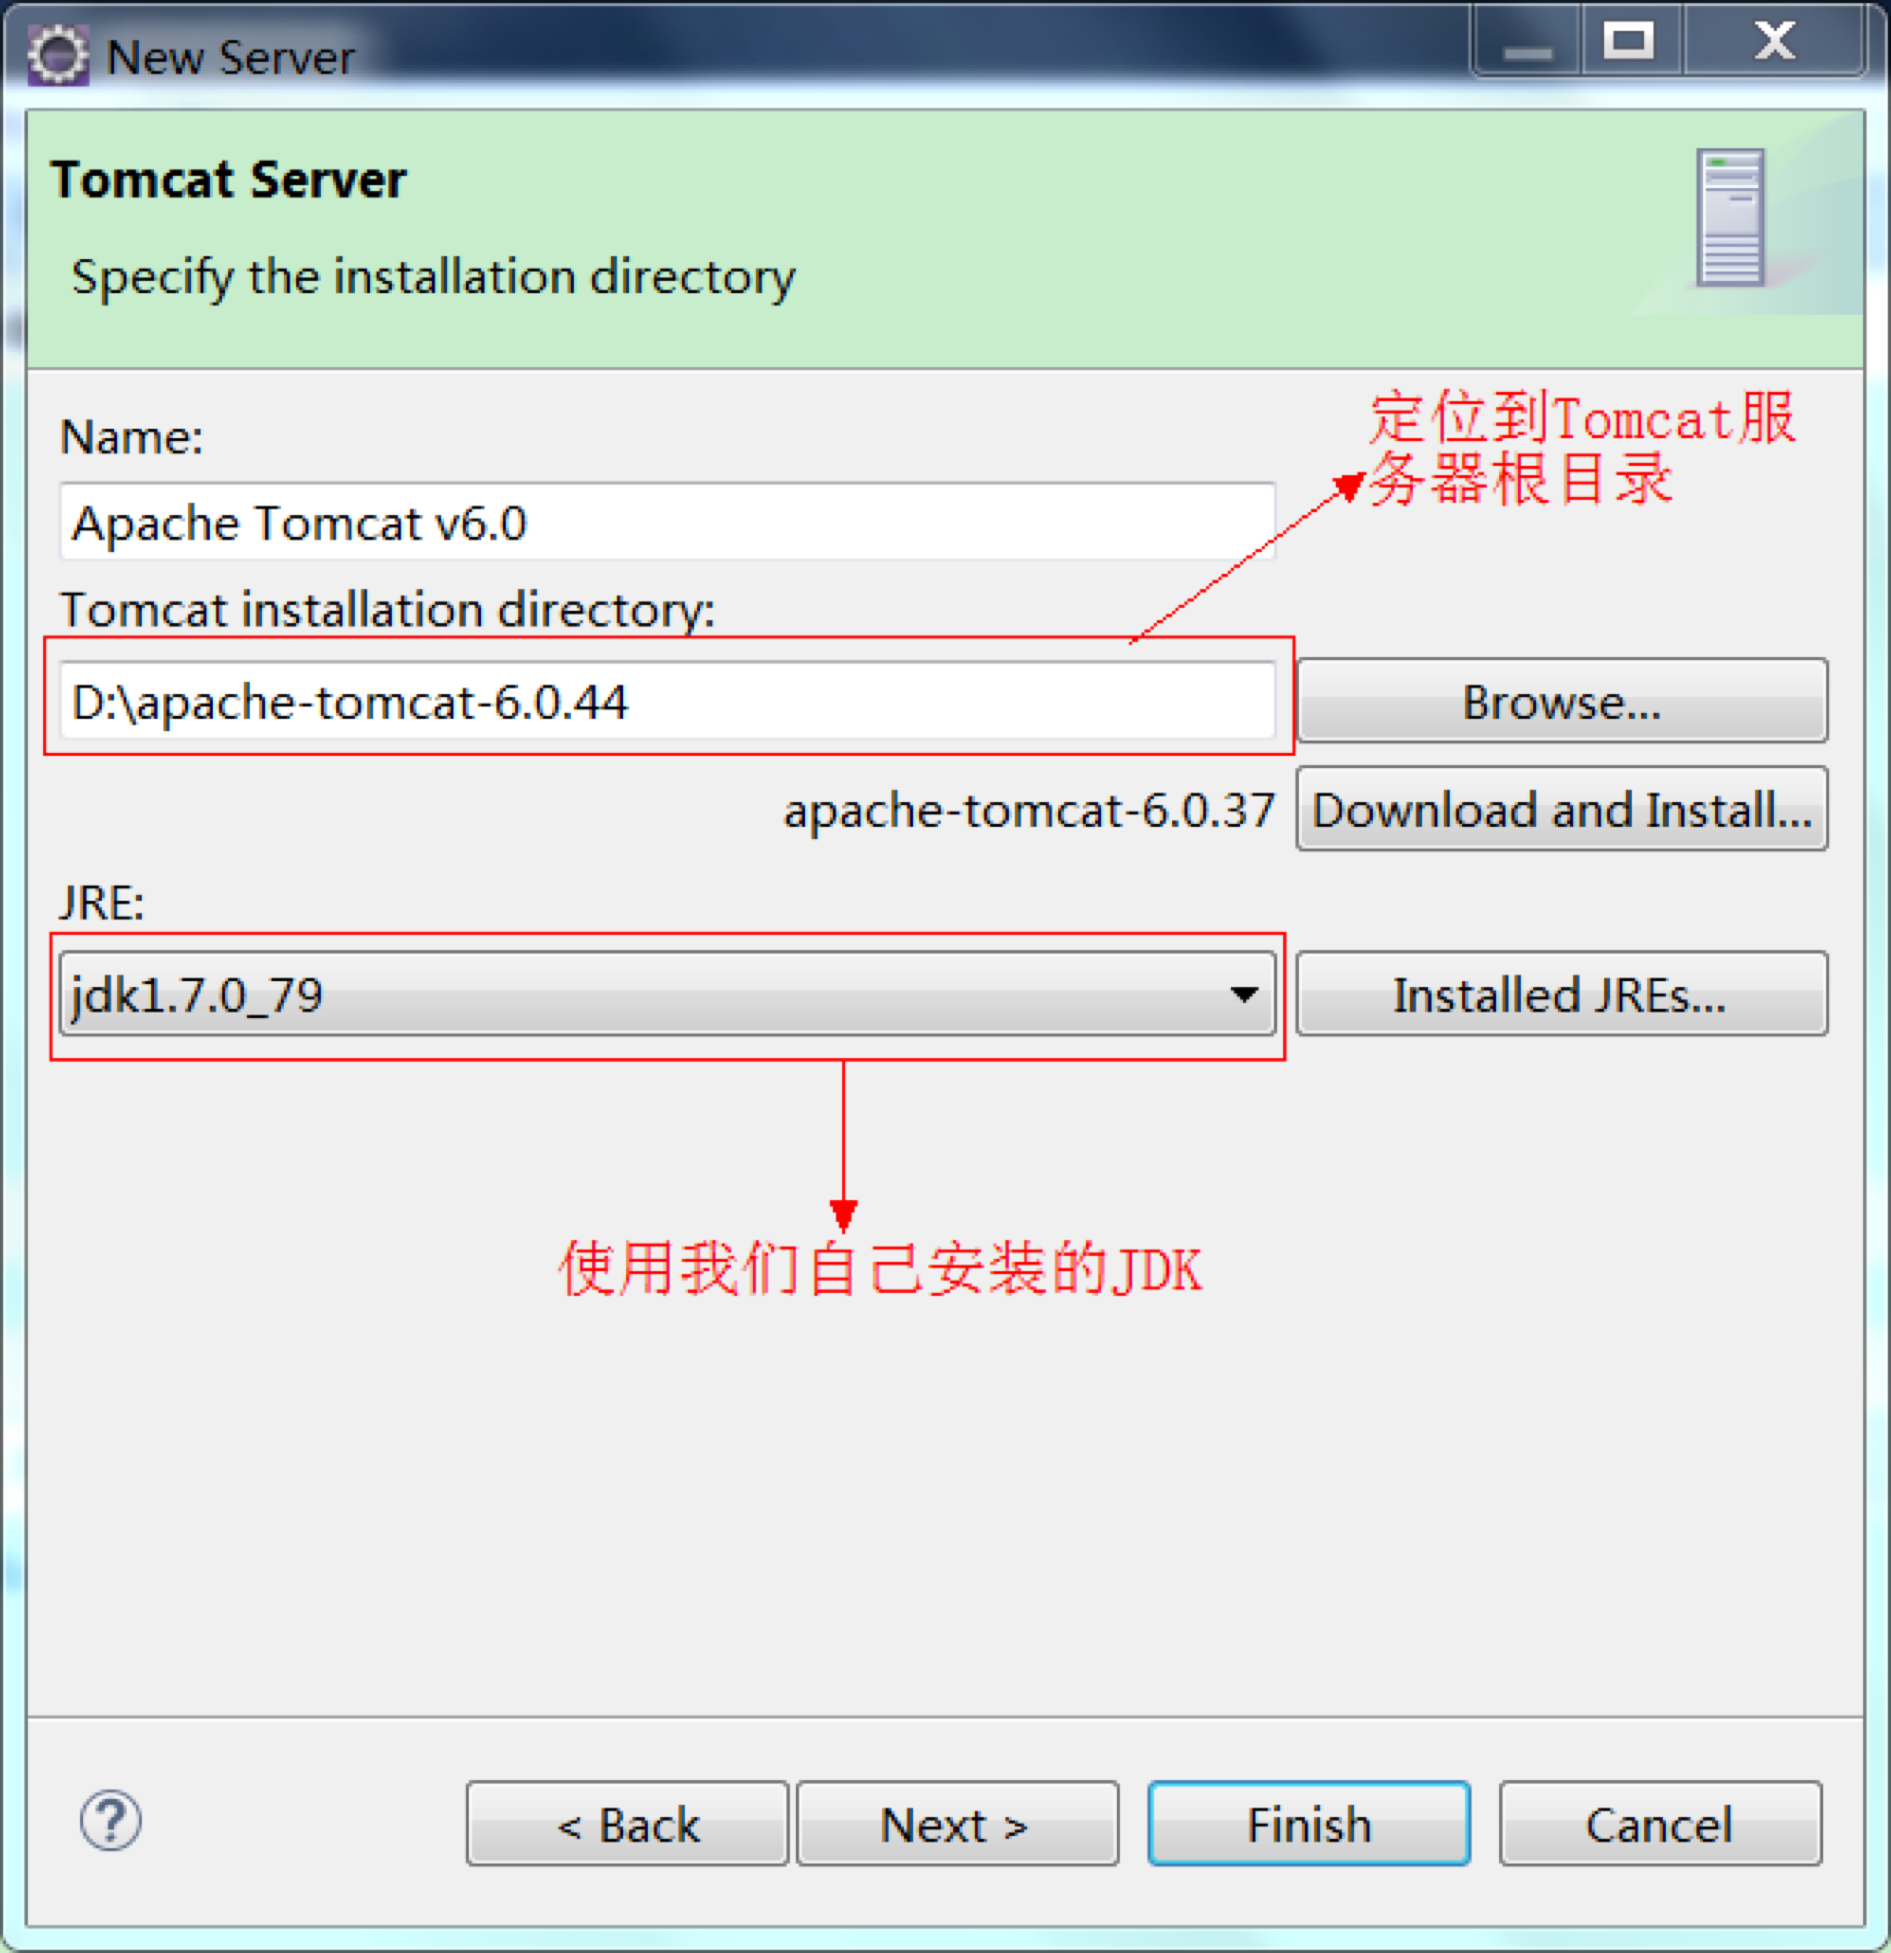 New Server
Tomcat Server
Specify the installation directory
定位到Tomcat服
务器根目录
Name:
Apache Tomcat v6.0
Tomcat installation directory:
D:\apache-tomcat-6.0.44
Browse...
apache-tomcat-6.0.37
Download and Install...
JRE:
jdk1.7.0_79
Installed JREs...
使用我们自己安装的JDK
?
< Back
Next >
Finish
Cancel